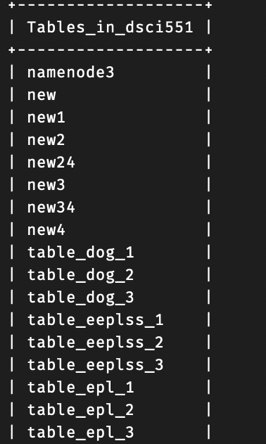 +-------------------+
| Tables_in_dsci551 |
+-------------------+
| namenode3         |
| new               |
| new1              |
| new2              |
| new24             |
| new3              |
| new34             |
| new4              |
| table_dog_1       |
| table_dog_2       |
| table_dog_3       |
| table_eeplss_1    |
| table_eeplss_2    |
| table_eeplss_3    |
| table_epl_1       |
| table_epl_2       |
| table_epl_3       |